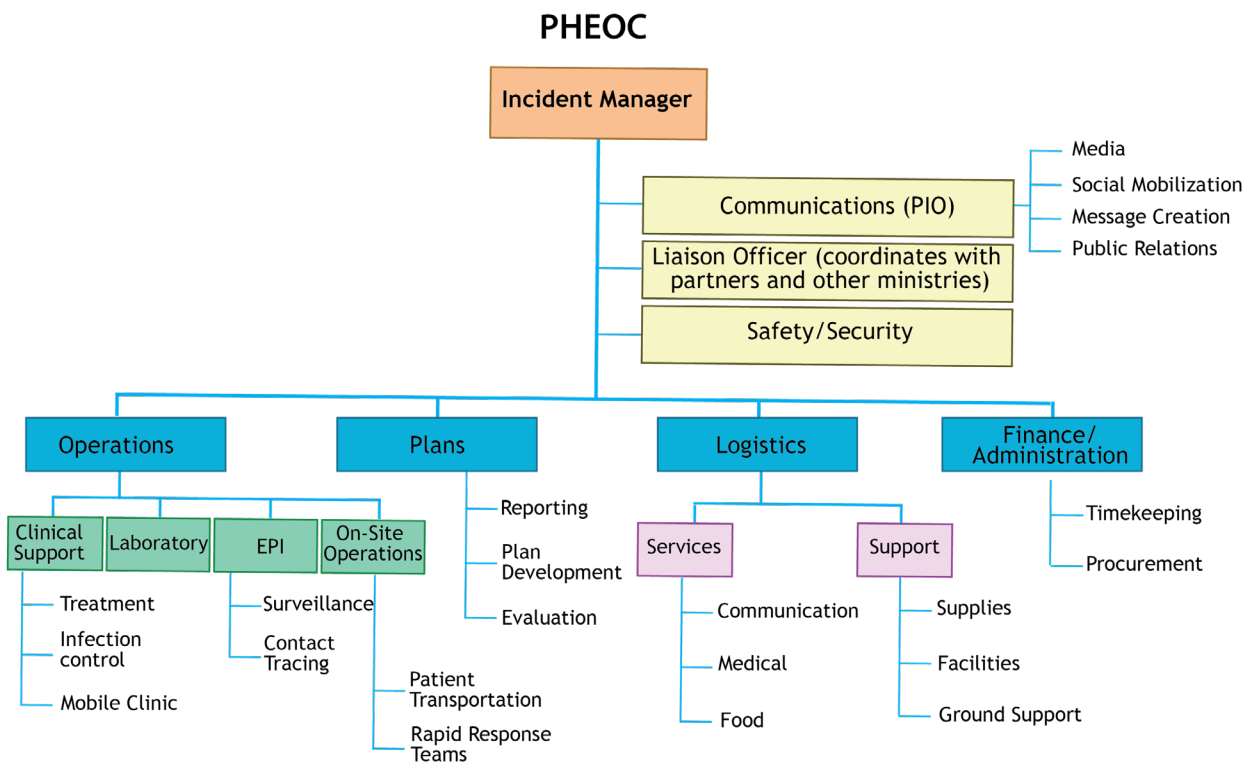 PHEOC
Incident Manager
Communications (PIO)
Media
Social Mobilization
Message Creation
Public Relations
Liaison Officer (coordinates with
partners and other ministries)
Safety/Security
Operations
Plans
Logistics
Finance/
Administration
Clinical
Support
Laboratory
EPI
On-Site
Operations
Treatment
Infection
control
Mobile Clinic
Surveillance
Contact
Tracing
Patient
Transportation
Rapid Response
Teams
Reporting
Plan
Development
Evaluation
Services
Support
Communication
Medical
Food
Supplies
Facilities
Ground Support
Timekeeping
Procurement